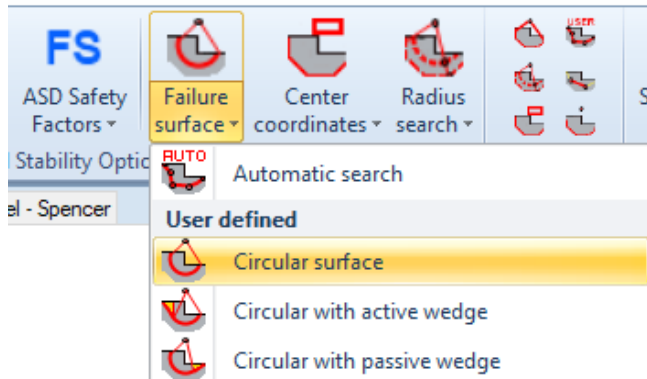 FS
USER
ASD Safety
Factors
Failure
surface
Center
coordinates
Radius
search
S
Stability Optic
AUTO
Automatic search
el - Spencer
User defined
Circular surface
Circular with active wedge
Circular with passive wedge